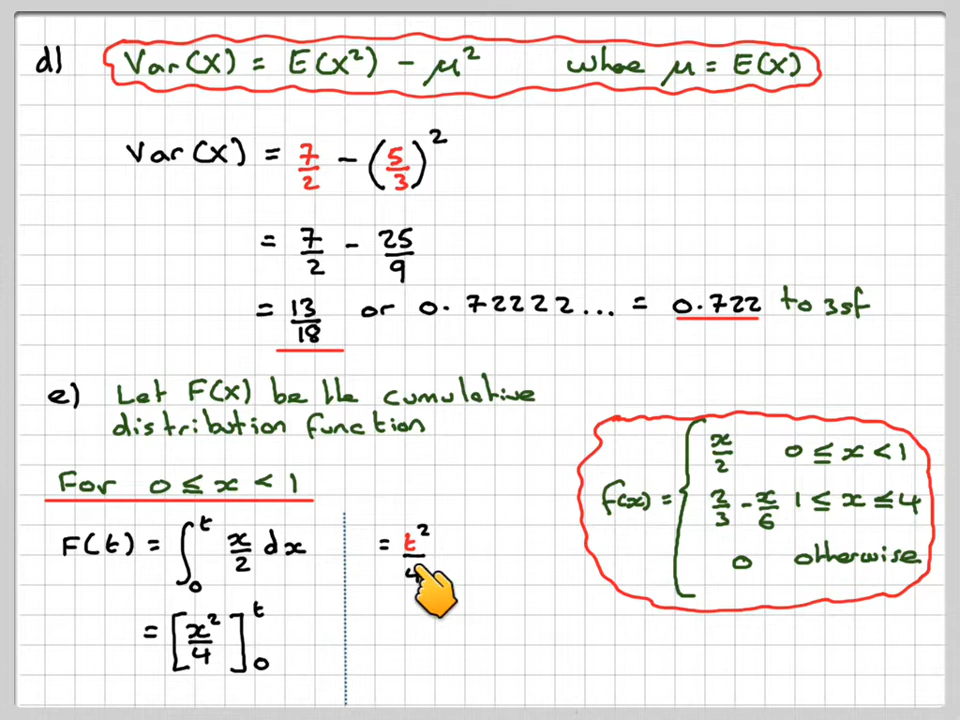 d) Var(X) = E(X²) − μ² where μ = E(X)
Var(X) = 7/2 − (5/3)²
= 7/2 − 25/9
= 13/18 or 0.72222... = 0.722 to 3sf
e) Let F(X) be the cumulative
distribution function
For 0 ≤ x < 1
F(t) = ∫₀ᵗ x/2 dx
= [x²/4]₀ᵗ
= t²/4
f(x) = { x/2 0 ≤ x < 1
2/3 − x/6 1 ≤ x ≤ 4
0 otherwise